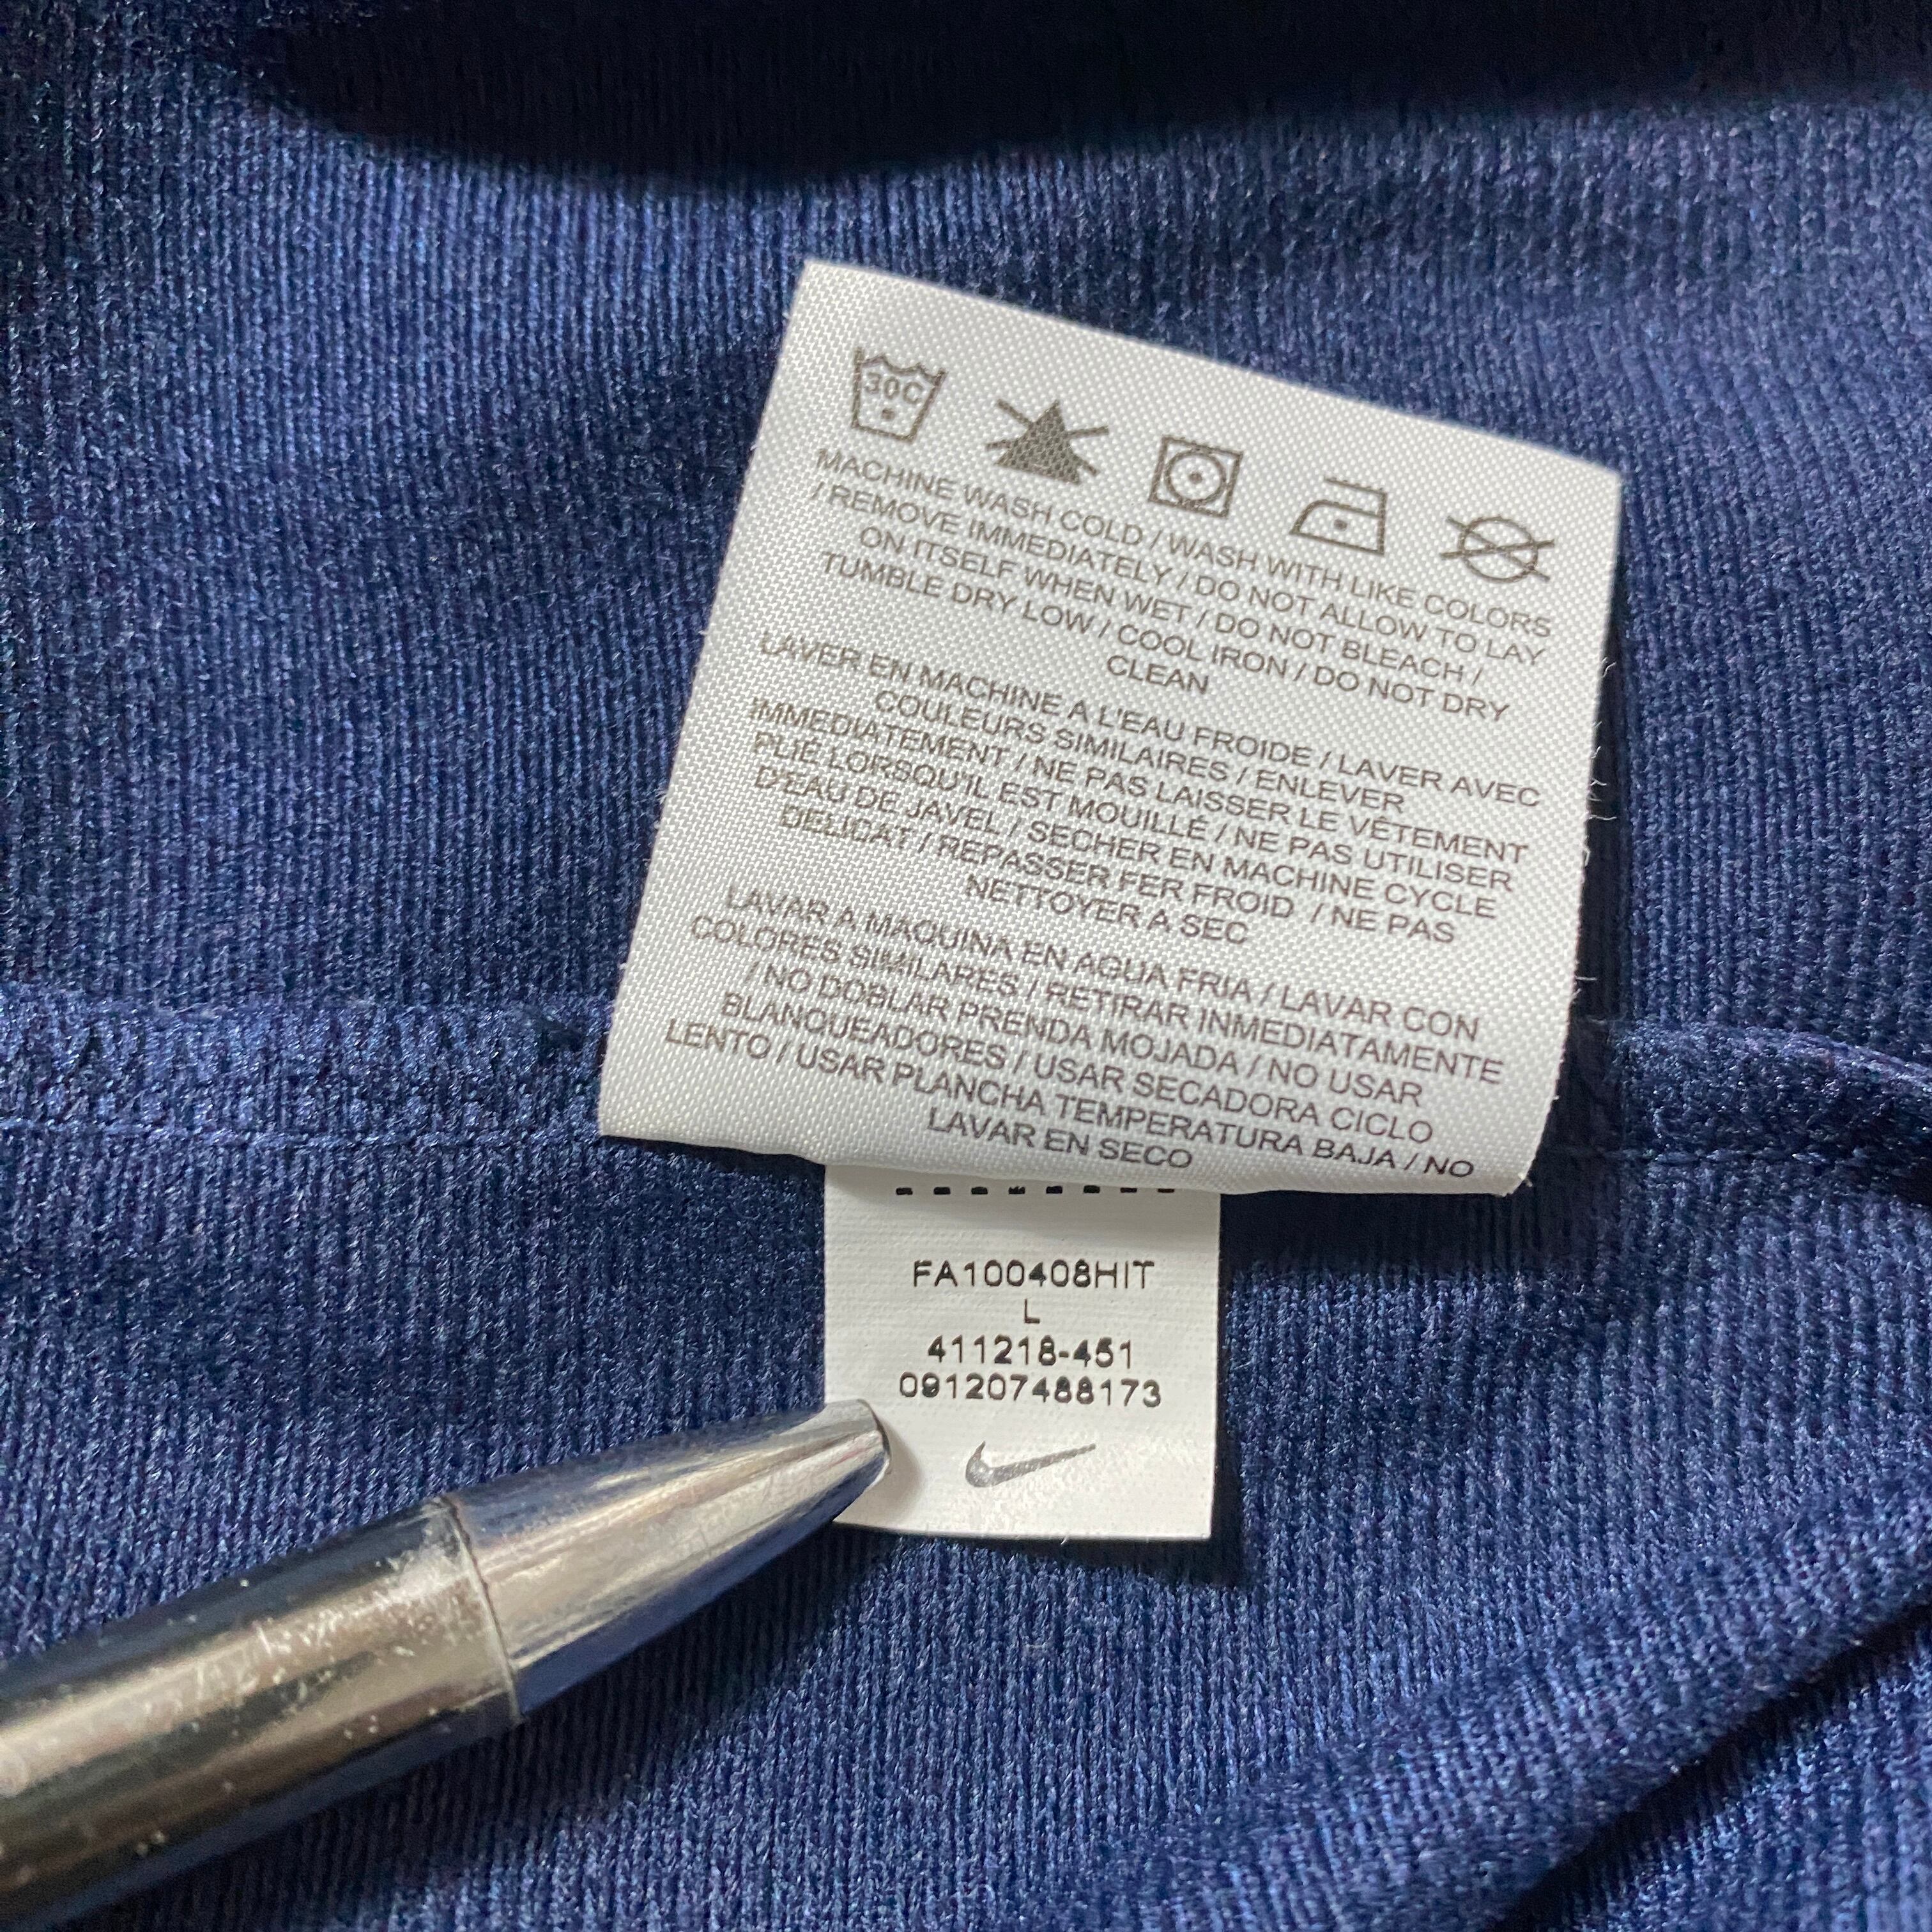 30C
MACHINE WASH COLD / WASH WITH LIKE COLORS
/ REMOVE IMMEDIATELY / DO NOT ALLOW TO LAY
ON ITSELF WHEN WET / DO NOT BLEACH /
TUMBLE DRY LOW / COOL IRON / DO NOT DRY
CLEAN
LAVER EN MACHINE A L'EAU FROIDE / LAVER AVEC
COULEURS SIMILAIRES / ENLEVER
IMMEDIATEMENT / NE PAS LAISSER LE VÊTEMENT
PLIÉ LORSQU'IL EST MOUILLÉ / NE PAS UTILISER
D'EAU DE JAVEL / SECHER EN MACHINE CYCLE
DELICAT / REPASSER FER FROID / NE PAS
NETTOYER A SEC
LAVAR A MAQUINA EN AGUA FRIA / LAVAR CON
COLORES SIMILARES / RETIRAR INMEDIATAMENTE
/ NO DOBLAR PRENDA MOJADA / NO USAR
BLANQUEADORES / USAR SECADORA CICLO
LENTO / USAR PLANCHA TEMPERATURA BAJA / NO
LAVAR EN SECO
FA100408HIT
L
411218-451
091207488173